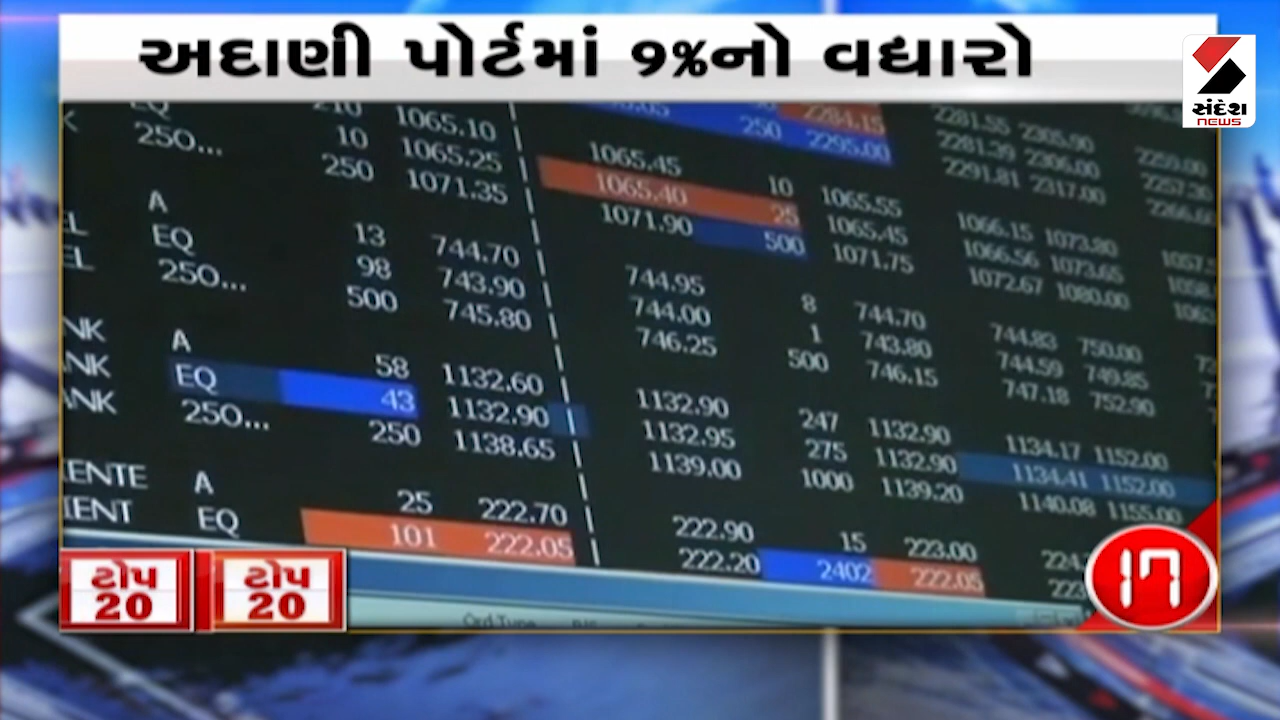 અદાણી પોર્ટમાં ૧%નો વધારો
સંદેશ
NEWS
EQ 210 1065.10
250... 10 1065.25
250 1071.35
1065.45 10 1065.55
1065.40 25 1065.45
1071.90 500 1071.75
250 2295.00
2284.15
2281.55 2305.90
2281.39 2306.00
2291.81 2317.00
1066.15 1073.80
1066.56 1073.65
1072.67 1080.00
A 13 744.70
EQ 98 743.90
250... 500 745.80
744.95 8 744.70
744.00 1 743.80
746.25 500 746.15
744.83 750.00
744.59 749.85
747.18 752.90
A 58 1132.60
EQ 43 1132.90
250... 250 1138.65
1132.90 247 1132.90
1132.95 275 1132.90
1139.00 1000 1139.20
1134.17 1152.00
1134.41 1152.00
1140.08 1155.00
A 25 222.70
EQ 101 222.05
222.90 15 223.00
222.20 2402 222.05
ટોપ
20
ટોપ
20
17